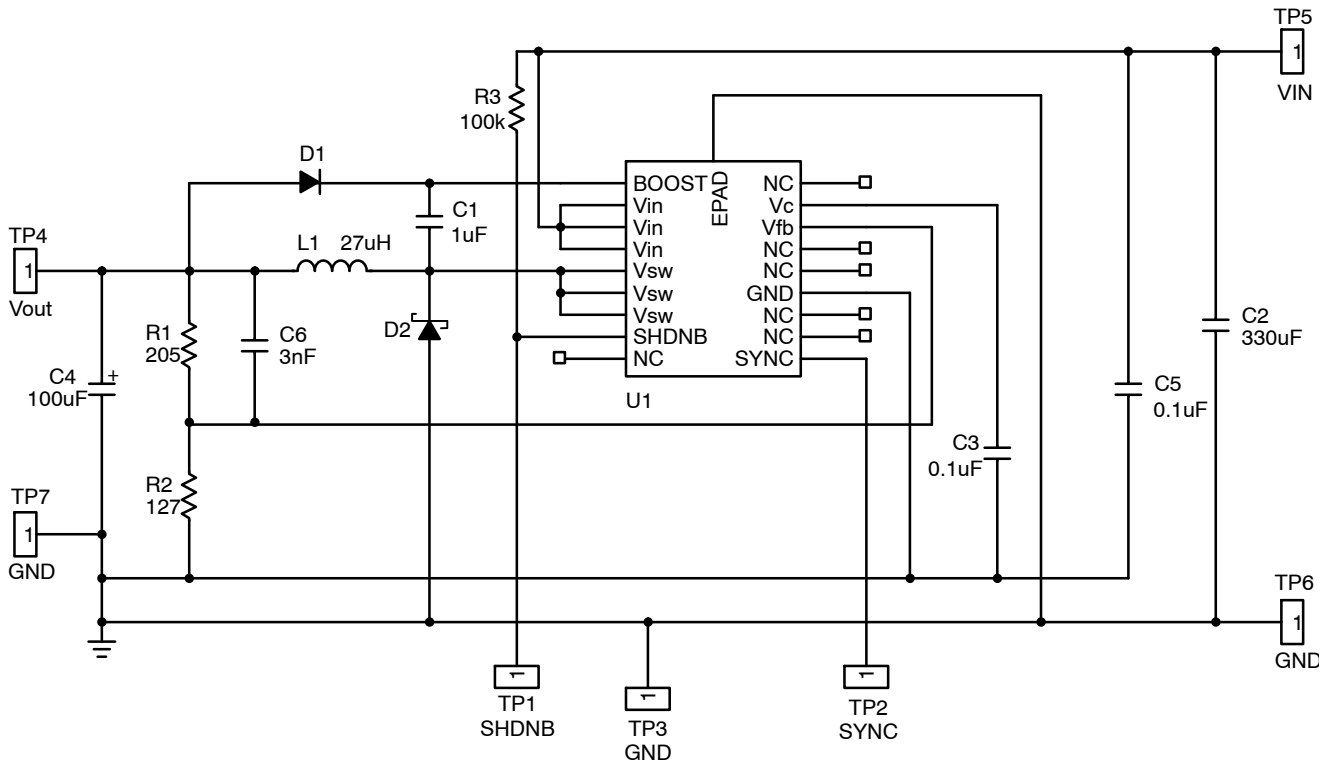 TP5
1
VIN
R3
100k
D1
BOOST
Vin
Vin
Vin
Vsw
Vsw
Vsw
SHDNB
NC
EPAD
NC
Vc
Vfb
NC
NC
GND
NC
NC
SYNC
U1
C1
1uF
TP4
1
Vout
L1 27uH
R1
205
C6
3nF
D2
C4
100uF
+
C2
330uF
C5
0.1uF
C3
0.1uF
R2
127
TP7
1
GND
TP6
1
GND
1
TP1
SHDNB
1
TP3
GND
1
TP2
SYNC